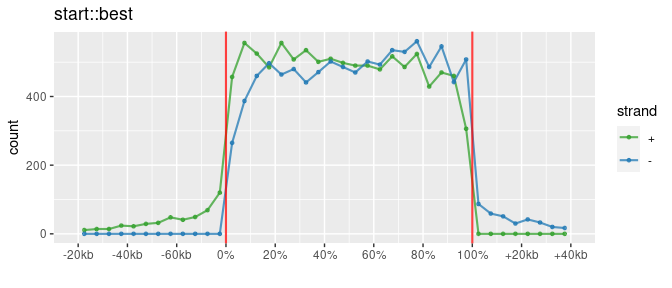 start::best
count
400
200
0
-20kb
-40kb
-60kb
0%
20%
40%
60%
80%
100%
+20kb
+40kb
strand
+
-